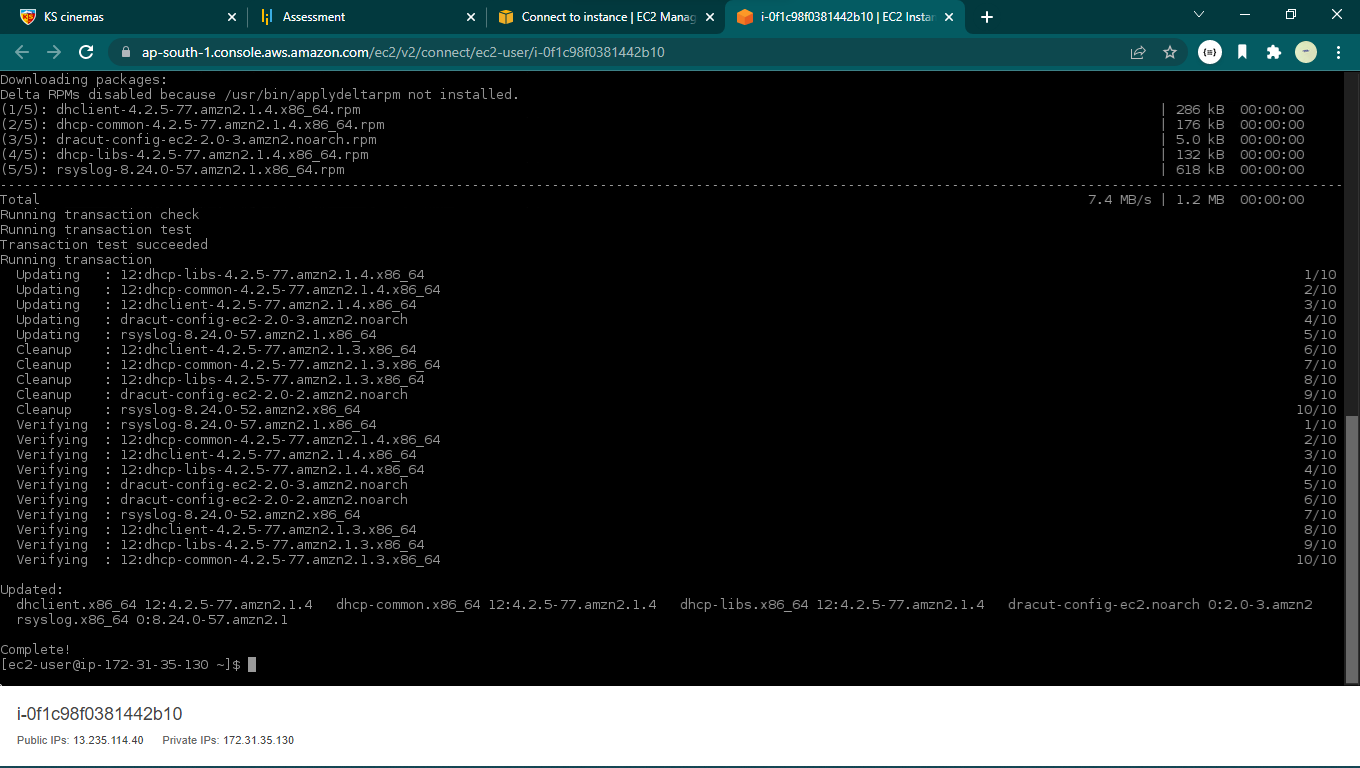 KS cinemas
Assessment
Connect to instance | EC2 Manag
i-0f1c98f0381442b10 | EC2 Instan
ap-south-1.console.aws.amazon.com/ec2/v2/connect/ec2-user/i-0f1c98f0381442b10
Downloading packages:
Delta RPMs disabled because /usr/bin/applydeltarpm not installed.
(1/5): dhclient-4.2.5-77.amzn2.1.4.x86_64.rpm | 286 kB 00:00:00
(2/5): dhcp-common-4.2.5-77.amzn2.1.4.x86_64.rpm | 176 kB 00:00:00
(3/5): dracut-config-ec2-2.0-3.amzn2.noarch.rpm | 5.0 kB 00:00:00
(4/5): dhcp-libs-4.2.5-77.amzn2.1.4.x86_64.rpm | 132 kB 00:00:00
(5/5): rsyslog-8.24.0-57.amzn2.1.x86_64.rpm | 618 kB 00:00:00
--------------------------------------------------------------------------------
Total 7.4 MB/s | 1.2 MB 00:00:00
Running transaction check
Running transaction test
Transaction test succeeded
Running transaction
Updating : 12:dhcp-libs-4.2.5-77.amzn2.1.4.x86_64 1/10
Updating : 12:dhcp-common-4.2.5-77.amzn2.1.4.x86_64 2/10
Updating : 12:dhclient-4.2.5-77.amzn2.1.4.x86_64 3/10
Updating : dracut-config-ec2-2.0-3.amzn2.noarch 4/10
Updating : rsyslog-8.24.0-57.amzn2.1.x86_64 5/10
Cleanup : 12:dhclient-4.2.5-77.amzn2.1.3.x86_64 6/10
Cleanup : 12:dhcp-common-4.2.5-77.amzn2.1.3.x86_64 7/10
Cleanup : 12:dhcp-libs-4.2.5-77.amzn2.1.3.x86_64 8/10
Cleanup : dracut-config-ec2-2.0-2.amzn2.noarch 9/10
Cleanup : rsyslog-8.24.0-52.amzn2.x86_64 10/10
Verifying : rsyslog-8.24.0-57.amzn2.1.x86_64 1/10
Verifying : 12:dhcp-common-4.2.5-77.amzn2.1.4.x86_64 2/10
Verifying : 12:dhclient-4.2.5-77.amzn2.1.4.x86_64 3/10
Verifying : 12:dhcp-libs-4.2.5-77.amzn2.1.4.x86_64 4/10
Verifying : dracut-config-ec2-2.0-3.amzn2.noarch 5/10
Verifying : dracut-config-ec2-2.0-2.amzn2.noarch 6/10
Verifying : rsyslog-8.24.0-52.amzn2.x86_64 7/10
Verifying : 12:dhclient-4.2.5-77.amzn2.1.3.x86_64 8/10
Verifying : 12:dhcp-libs-4.2.5-77.amzn2.1.3.x86_64 9/10
Verifying : 12:dhcp-common-4.2.5-77.amzn2.1.3.x86_64 10/10
Updated:
dhclient.x86_64 12:4.2.5-77.amzn2.1.4 dhcp-common.x86_64 12:4.2.5-77.amzn2.1.4 dhcp-libs.x86_64 12:4.2.5-77.amzn2.1.4 dracut-config-ec2.noarch 0:2.0-3.amzn2
rsyslog.x86_64 0:8.24.0-57.amzn2.1
Complete!
[ec2-user@ip-172-31-35-130 ~]$
i-0f1c98f0381442b10
Public IPs: 13.235.114.40 Private IPs: 172.31.35.130